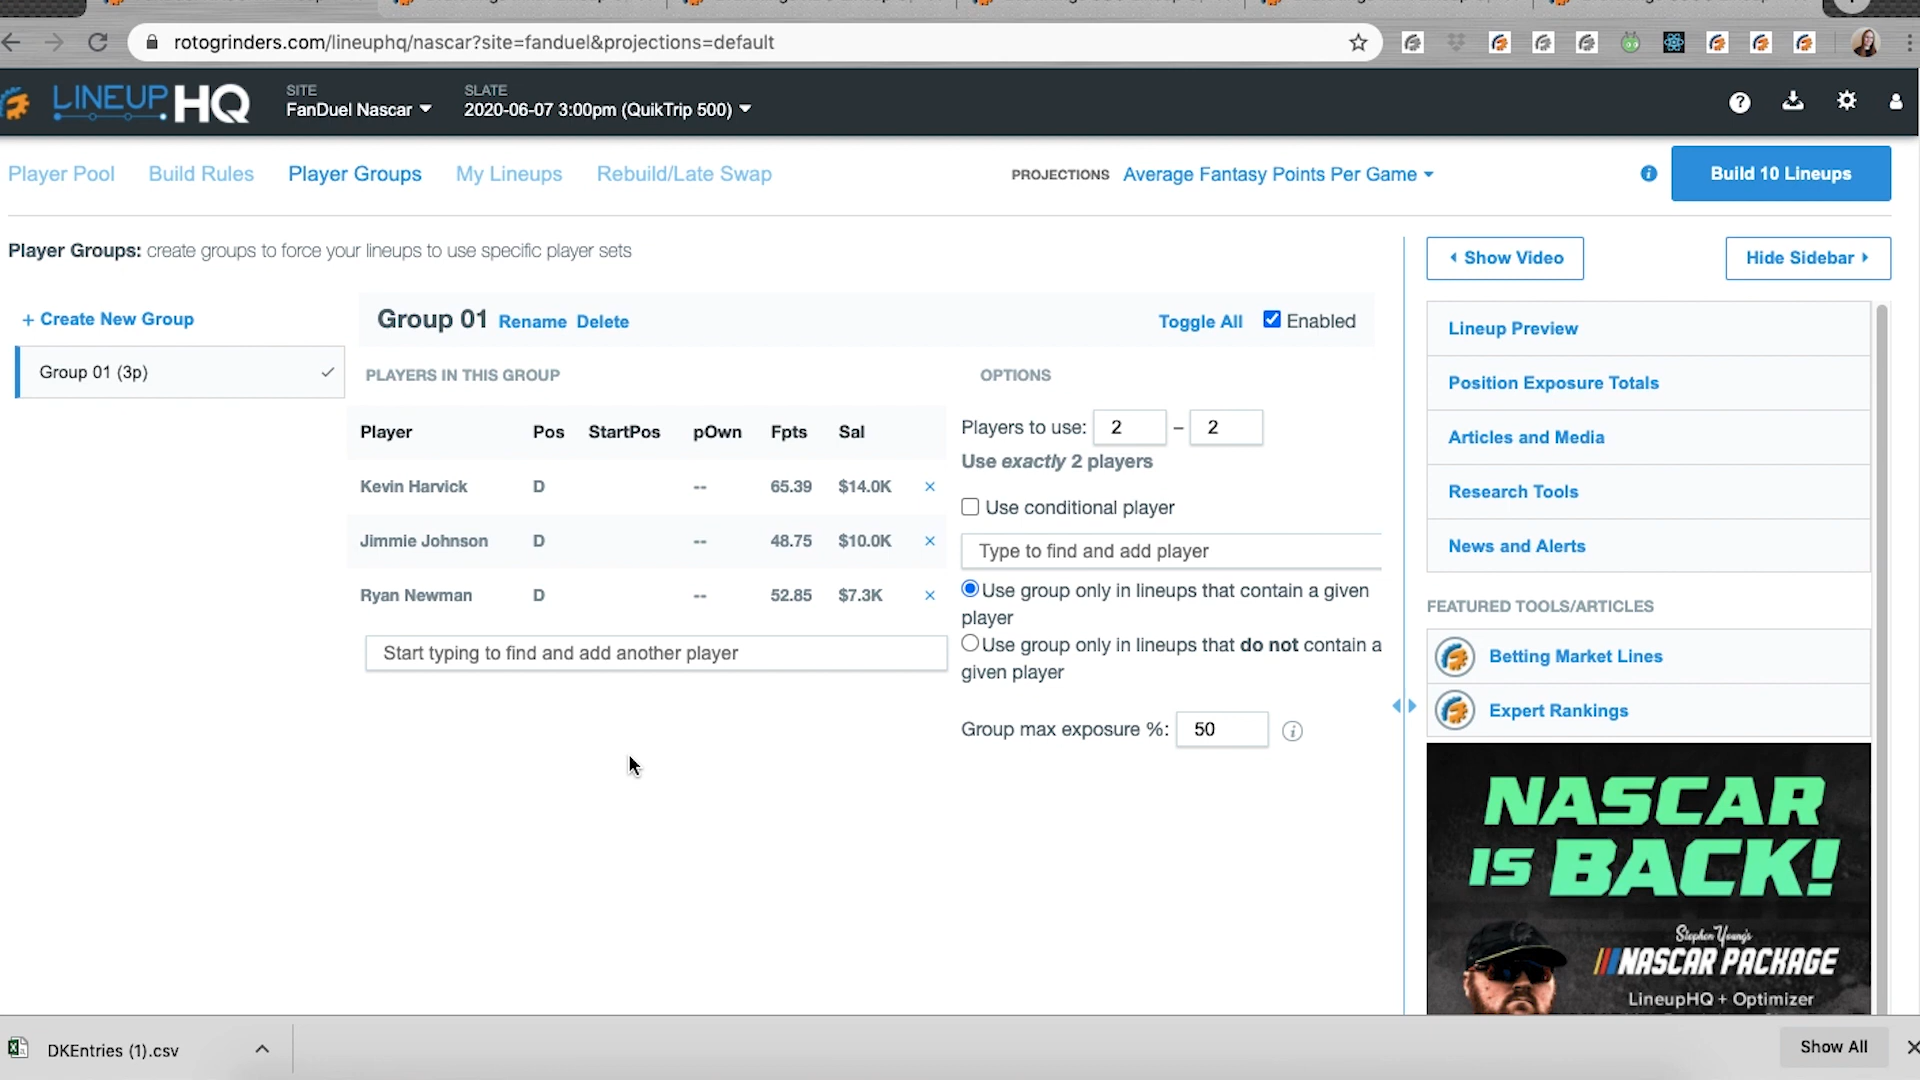 rotogrinders.com/lineuphq/nascar?site=fanduel&projections=default
LINEUPHQ
SITE
FanDuel Nascar
SLATE
2020-06-07 3:00pm (QuikTrip 500)
Player Pool
Build Rules
Player Groups
My Lineups
Rebuild/Late Swap
PROJECTIONS
Average Fantasy Points Per Game
Build 10 Lineups
Player Groups: create groups to force your lineups to use specific player sets
Show Video
Hide Sidebar
+ Create New Group
Group 01 (3p)
Group 01 Rename Delete
Toggle All
Enabled
PLAYERS IN THIS GROUP
Player Pos StartPos pOwn Fpts Sal
Kevin Harvick D -- 65.39 $14.0K ×
Jimmie Johnson D -- 48.75 $10.0K ×
Ryan Newman D -- 52.85 $7.3K ×
Start typing to find and add another player
OPTIONS
Players to use: 2 – 2
Use exactly 2 players
Use conditional player
Type to find and add player
Use group only in lineups that contain a given
player
Use group only in lineups that do not contain a
given player
Group max exposure %: 50
Lineup Preview
Position Exposure Totals
Articles and Media
Research Tools
News and Alerts
FEATURED TOOLS/ARTICLES
Betting Market Lines
Expert Rankings
NASCAR
IS BACK!
Stephen Young's
NASCAR PACKAGE
LineupHQ + Optimizer
DKEntries (1).csv
Show All